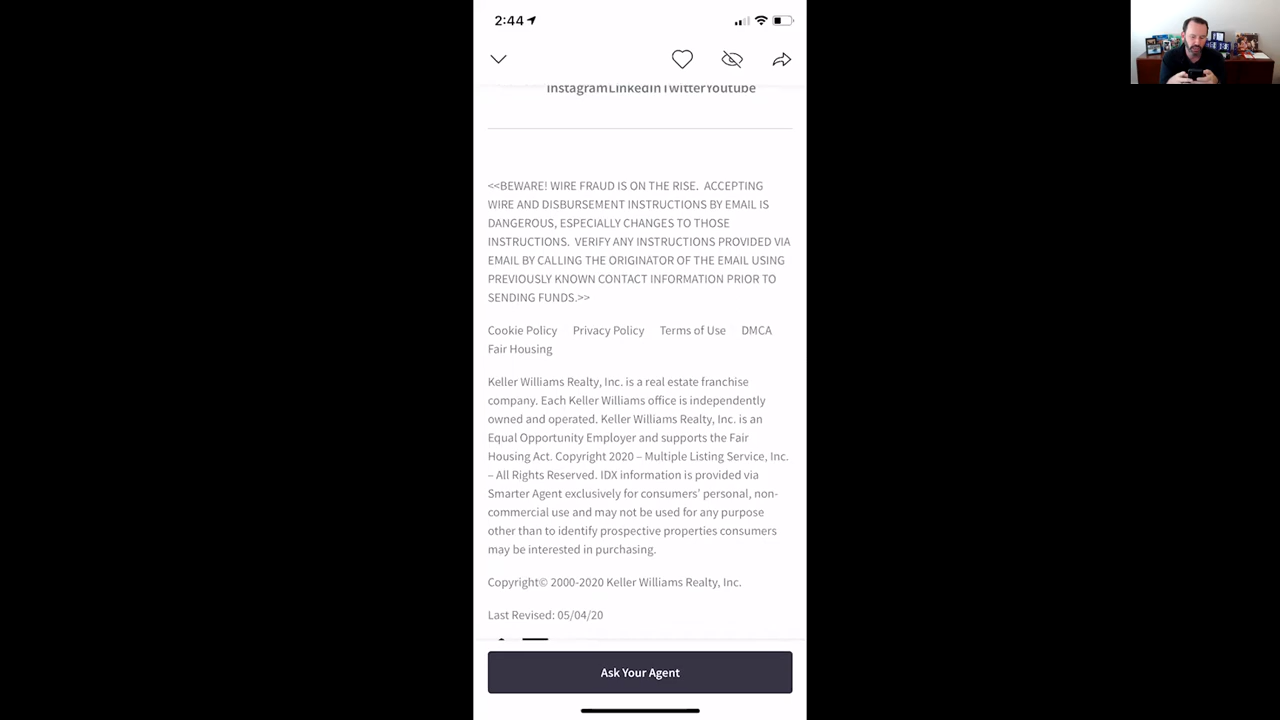 2:44
InstagramLinkedInTwitterYoutube
<<BEWARE! WIRE FRAUD IS ON THE RISE.  ACCEPTING
WIRE AND DISBURSEMENT INSTRUCTIONS BY EMAIL IS
DANGEROUS, ESPECIALLY CHANGES TO THOSE
INSTRUCTIONS.  VERIFY ANY INSTRUCTIONS PROVIDED VIA
EMAIL BY CALLING THE ORIGINATOR OF THE EMAIL USING
PREVIOUSLY KNOWN CONTACT INFORMATION PRIOR TO
SENDING FUNDS.>>
Cookie Policy Privacy Policy Terms of Use DMCA
Fair Housing
Keller Williams Realty, Inc. is a real estate franchise
company. Each Keller Williams office is independently
owned and operated. Keller Williams Realty, Inc. is an
Equal Opportunity Employer and supports the Fair
Housing Act. Copyright 2020 – Multiple Listing Service, Inc.
– All Rights Reserved. IDX information is provided via
Smarter Agent exclusively for consumers’ personal, non-
commercial use and may not be used for any purpose
other than to identify prospective properties consumers
may be interested in purchasing.
Copyright© 2000-2020 Keller Williams Realty, Inc.
Last Revised: 05/04/20
Ask Your Agent